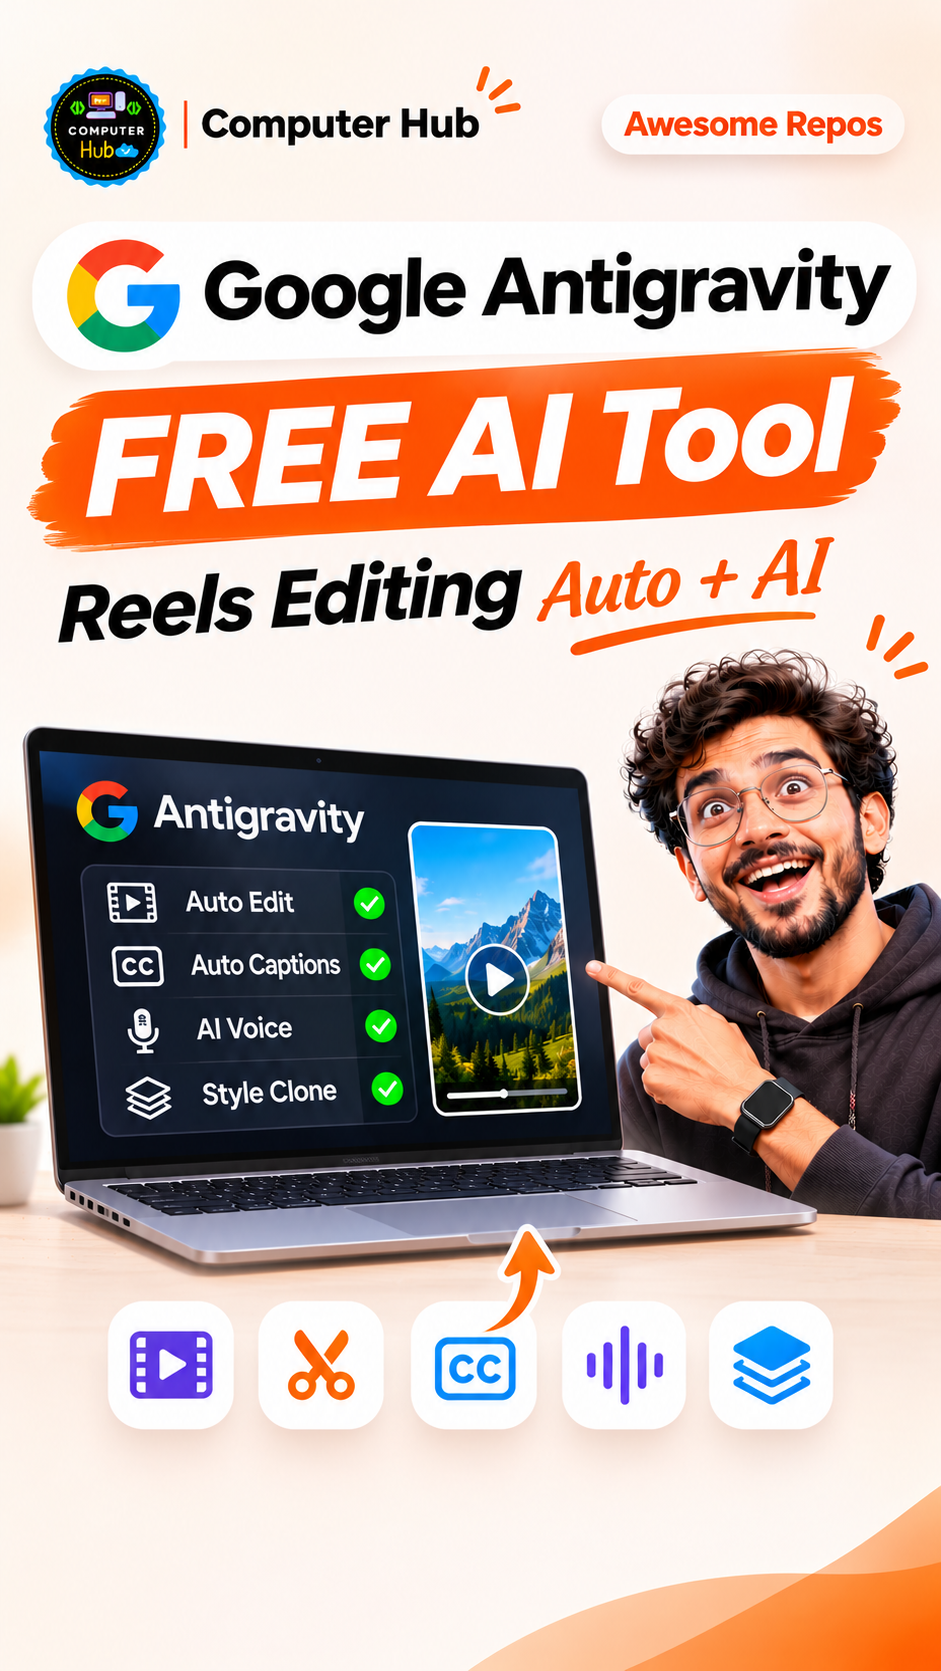 COMPUTER
Hub
Computer Hub
Awesome Repos
Google Antigravity
FREE AI Tool
Reels Editing Auto + AI
Antigravity
Auto Edit
CC Auto Captions
AI Voice
Style Clone
CC